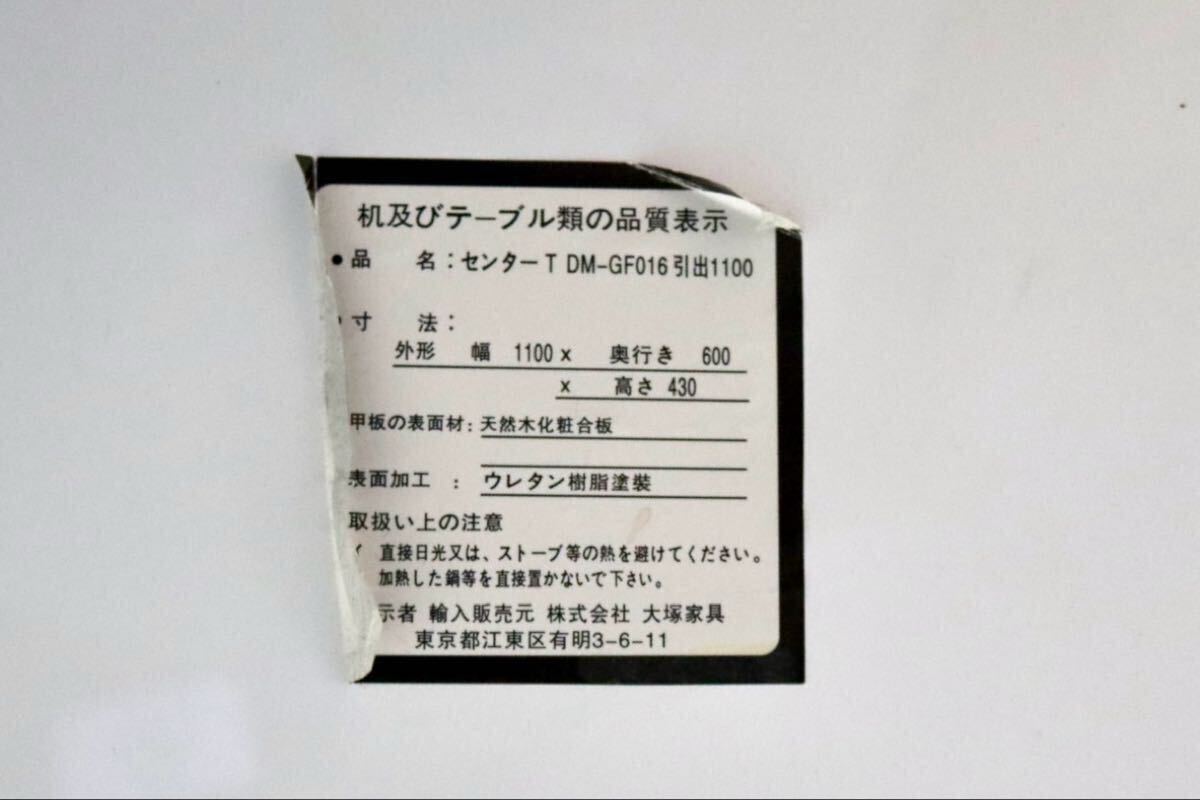 机及びテーブル類の品質表示
●品　名：センターT DM-GF016引出1100
寸　法：
外形　幅　1100 x　奥行き　600
x　高さ　430
甲板の表面材：天然木化粧合板
表面加工　：ウレタン樹脂塗装
取扱い上の注意
直接日光又は、ストーブ等の熱を避けてください。
加熱した鍋等を直接置かないで下さい。
示者　輸入販売元　株式会社　大塚家具
東京都江東区有明3-6-11